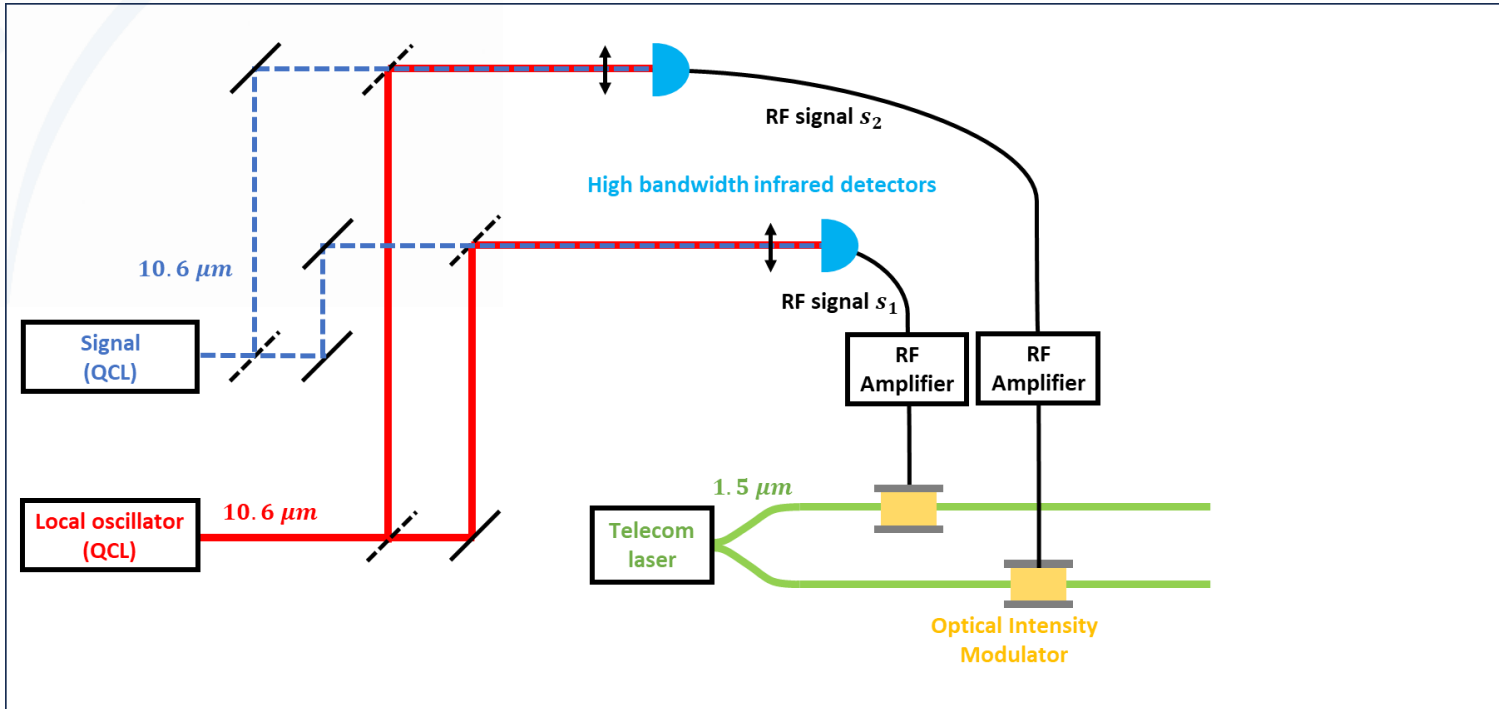 RF signal s₂
High bandwidth infrared detectors
10.6 μm
RF signal s₁
Signal
(QCL)
RF
Amplifier
RF
Amplifier
Local oscillator
(QCL)
10.6 μm
1.5 μm
Telecom
laser
Optical Intensity
Modulator